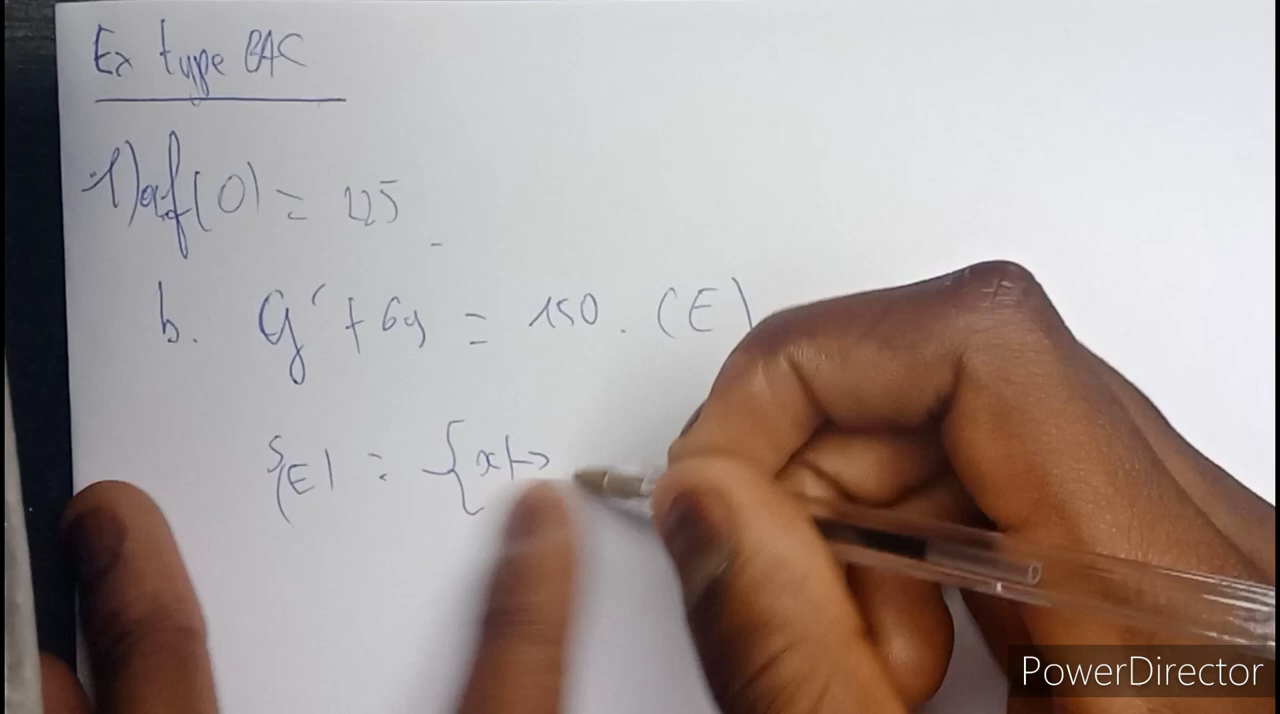 Ex type BAC
1) a f(0) = 225
b. y' + 6y = 150. (E)
S(E) = { x ↦
PowerDirector